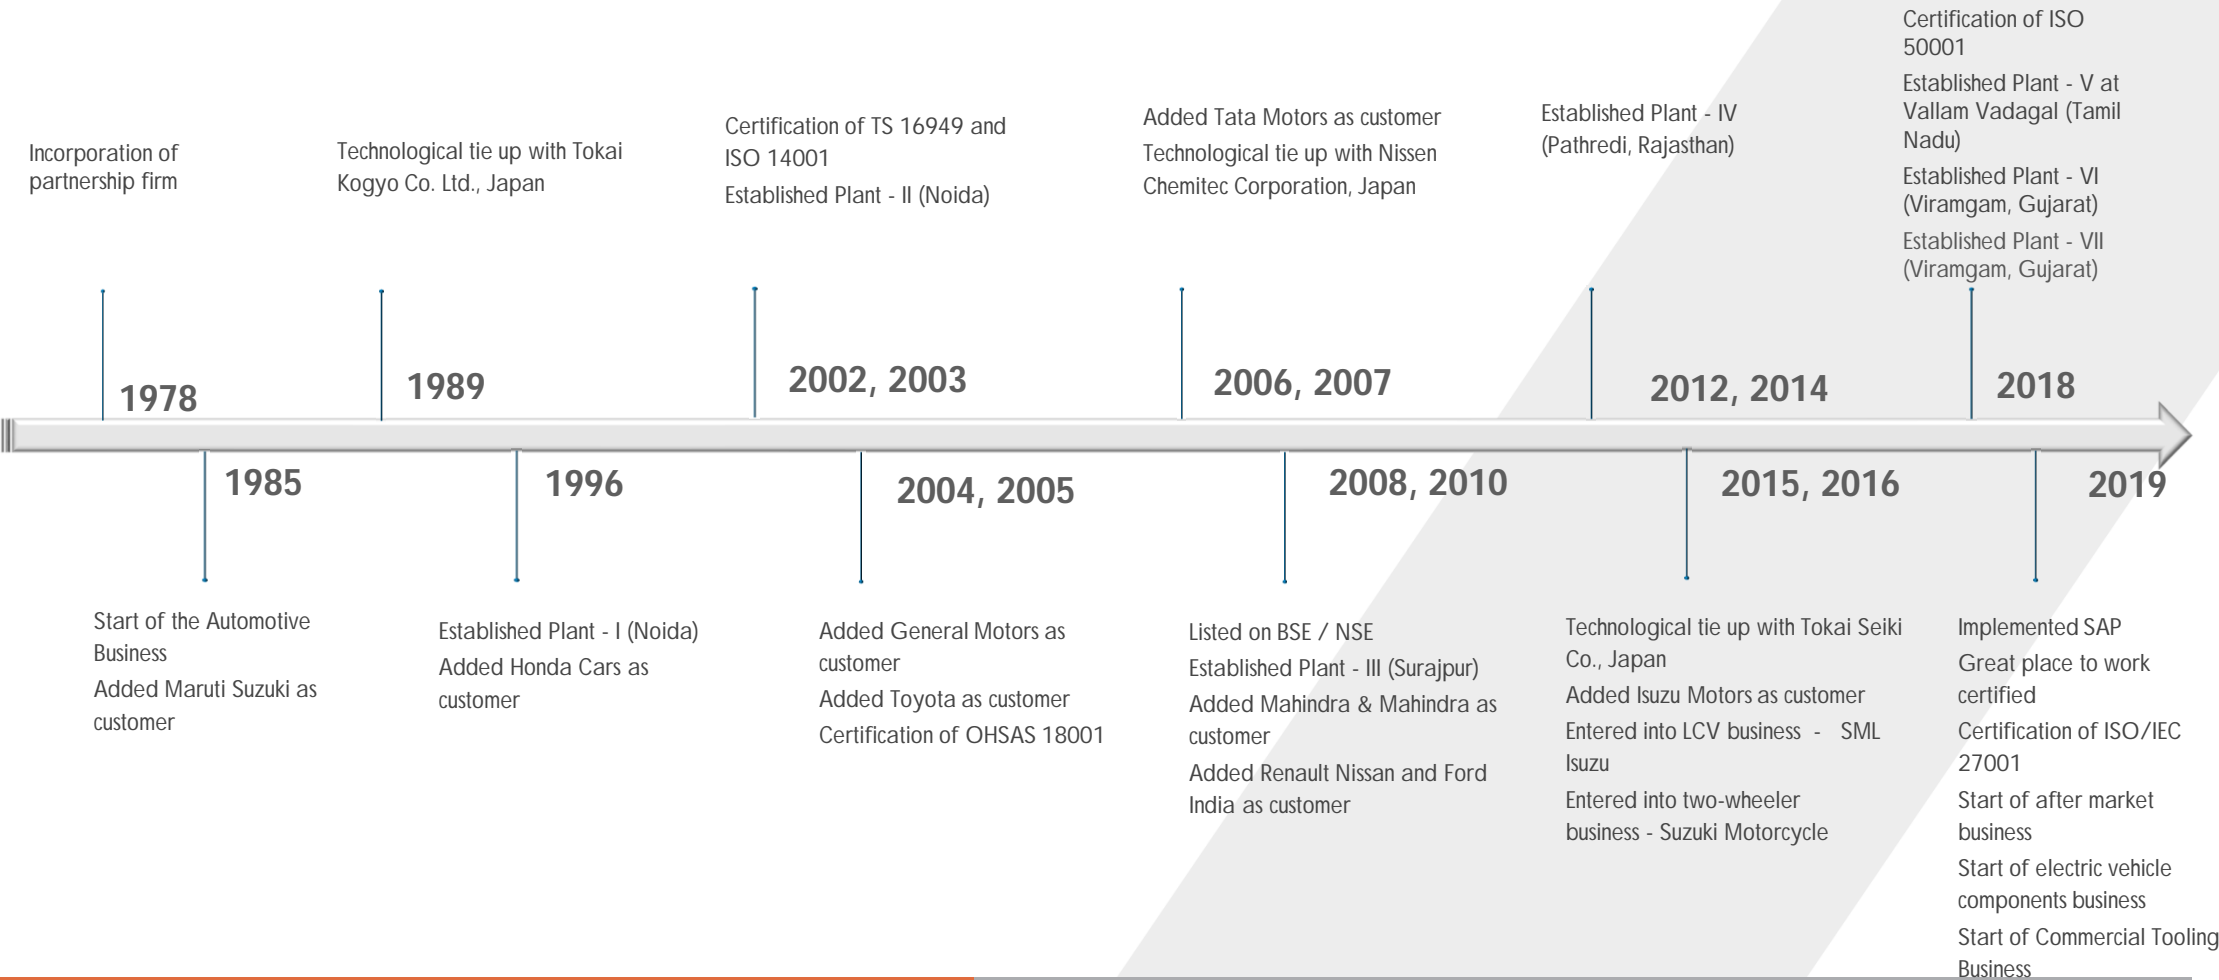 Incorporation of
partnership firm
1978
Start of the Automotive
Business
Added Maruti Suzuki as
customer
1985
Technological tie up with Tokai
Kogyo Co. Ltd., Japan
1989
Established Plant - I (Noida)
Added Honda Cars as
customer
1996
Certification of TS 16949 and
ISO 14001
Established Plant - II (Noida)
2002, 2003
Added General Motors as
customer
Added Toyota as customer
Certification of OHSAS 18001
2004, 2005
Added Tata Motors as customer
Technological tie up with Nissen
Chemitec Corporation, Japan
2006, 2007
Listed on BSE / NSE
Established Plant - III (Surajpur)
Added Mahindra & Mahindra as
customer
Added Renault Nissan and Ford
India as customer
2008, 2010
Established Plant - IV
(Pathredi, Rajasthan)
2012, 2014
Technological tie up with Tokai Seiki
Co., Japan
Added Isuzu Motors as customer
Entered into LCV business - SML
Isuzu
Entered into two-wheeler
business - Suzuki Motorcycle
2015, 2016
Certification of ISO
50001
Established Plant - V at
Vallam Vadagal (Tamil
Nadu)
Established Plant - VI
(Viramgam, Gujarat)
Established Plant - VII
(Viramgam, Gujarat)
2018
Implemented SAP
Great place to work
certified
Certification of ISO/IEC
27001
Start of after market
business
Start of electric vehicle
components business
Start of Commercial Tooling
Business
2019